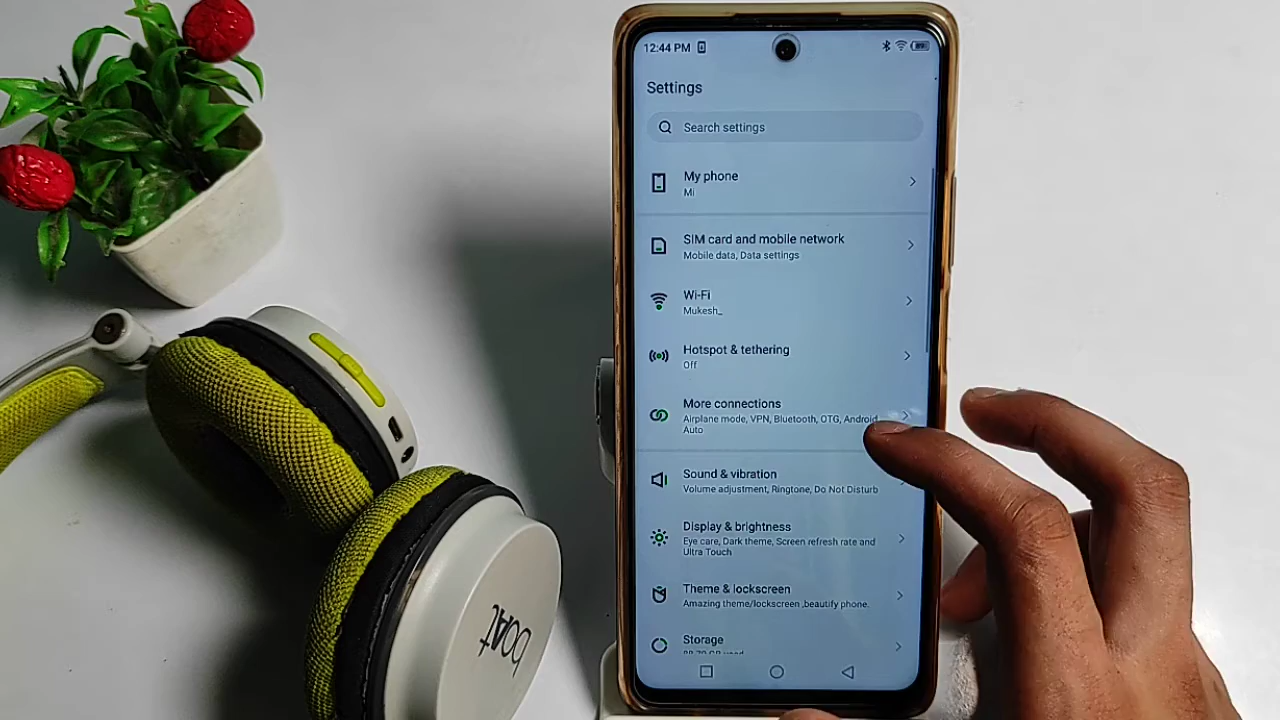 12:44 PM
Settings
Search settings
My phone
Mi
SIM card and mobile network
Mobile data, Data settings
Wi-Fi
Mukesh_
Hotspot & tethering
Off
More connections
Airplane mode, VPN, Bluetooth, OTG, Android
Auto
Sound & vibration
Volume adjustment, Ringtone, Do Not Disturb
Display & brightness
Eye care, Dark theme, Screen refresh rate and
Ultra Touch
Theme & lockscreen
Amazing theme/lockscreen ,beautify phone.
Storage
boAt